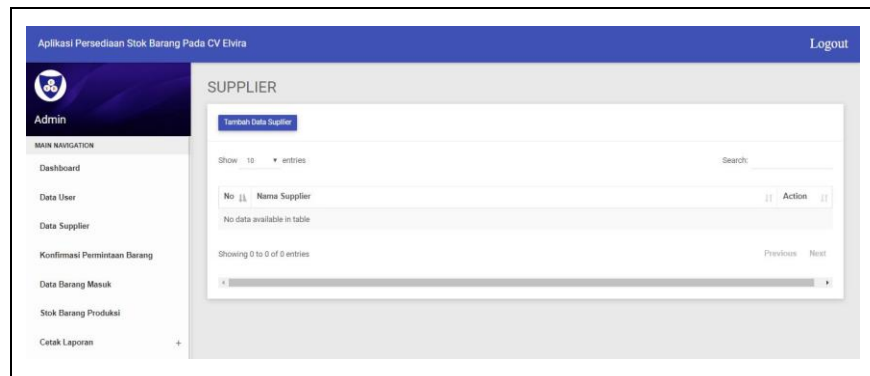 Aplikasi Persediaan Stok Barang Pada CV Elvira
Logout
Admin
MAIN NAVIGATION
Dashboard
Data User
Data Supplier
Konfirmasi Permintaan Barang
Data Barang Masuk
Stok Barang Produksi
Cetak Laporan +
SUPPLIER
Tambah Data Supllier
Show 10 entries
Search:
No Nama Supplier Action
No data available in table
Showing 0 to 0 of 0 entries
Previous Next